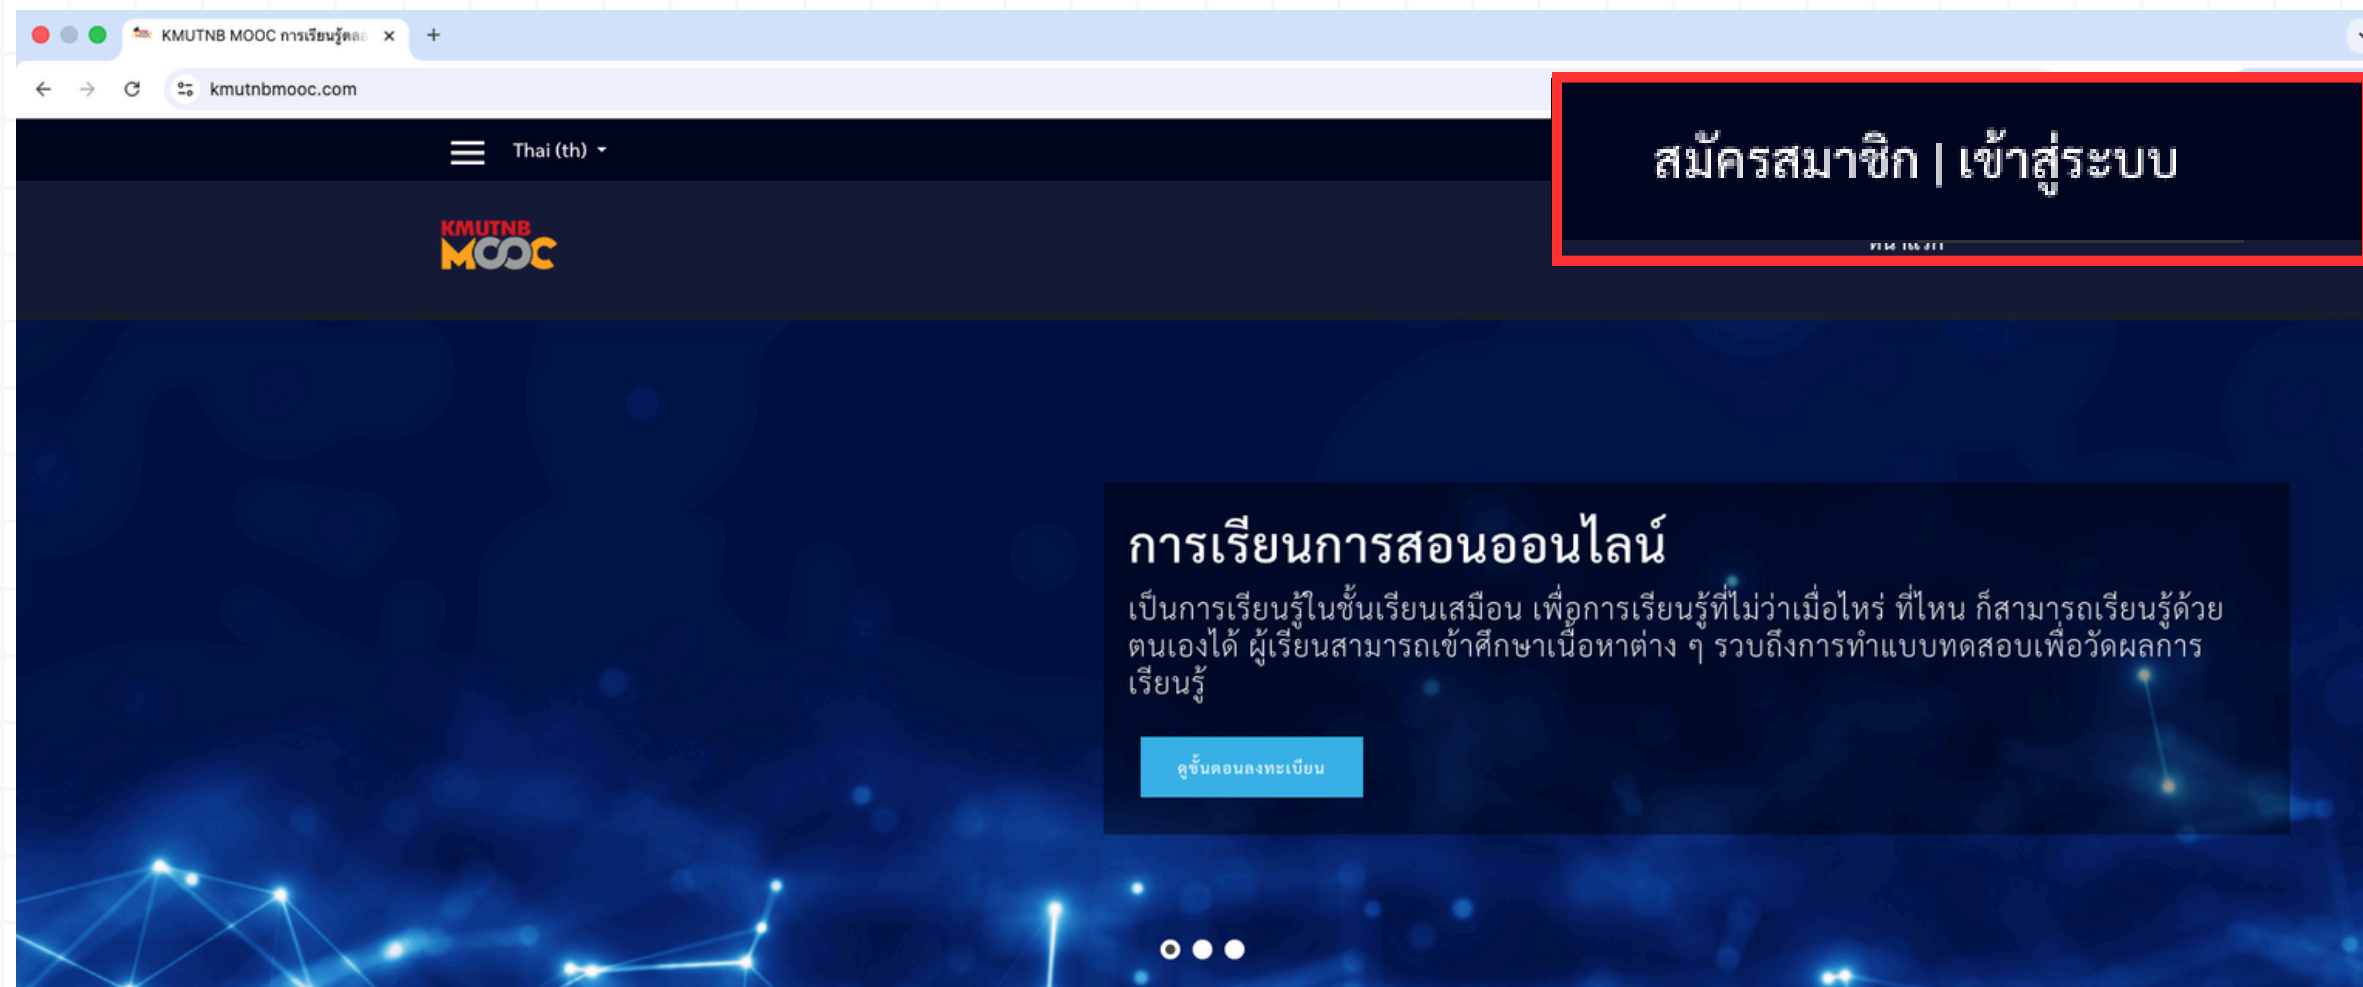 KMUTNB MOOC การเรียนรู้ตลอ
kmutnbmooc.com
Thai (th)
สมัครสมาชิก | เข้าสู่ระบบ
KMUTNB
MOOC
การเรียนการสอนออนไลน์
เป็นการเรียนรู้ในชั้นเรียนเสมือน เพื่อการเรียนรู้ที่ไม่ว่าเมื่อไหร่ ที่ไหน ก็สามารถเรียนรู้ด้วย
ตนเองได้ ผู้เรียนสามารถเข้าศึกษาเนื้อหาต่าง ๆ รวบถึงการทำแบบทดสอบเพื่อวัดผลการ
เรียนรู้
ดูขั้นตอนลงทะเบียน